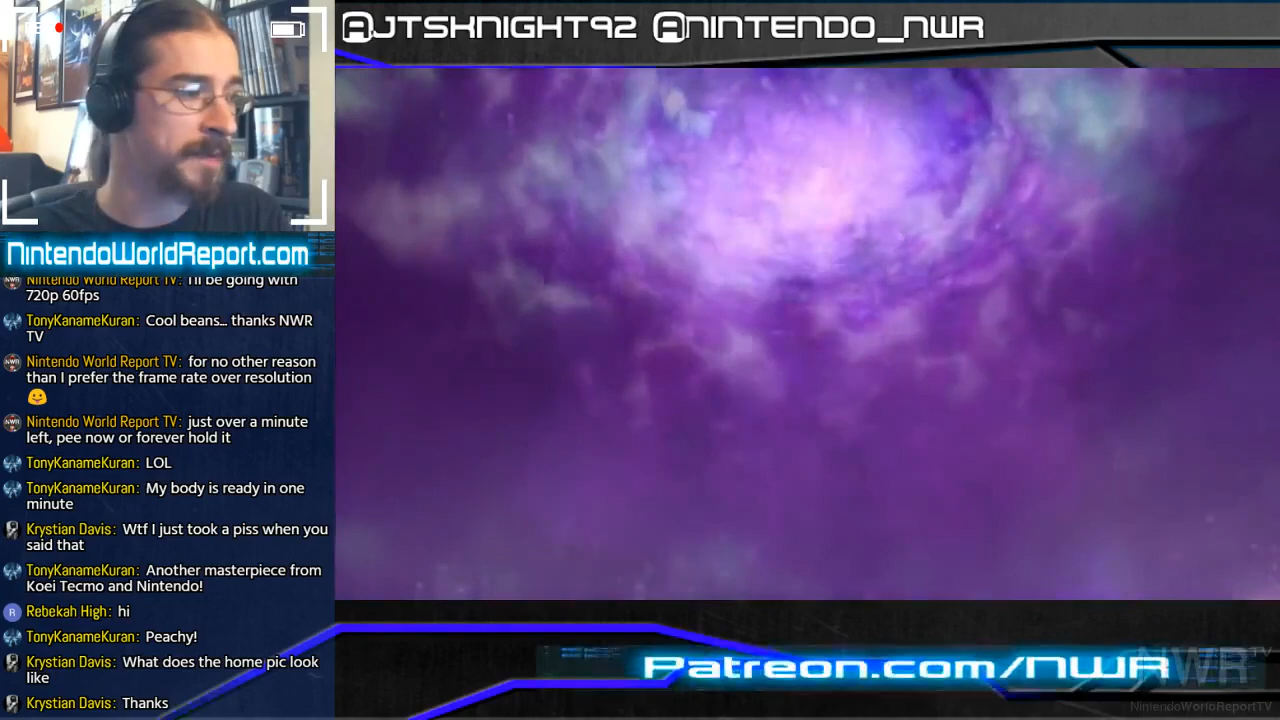 @JTSKNIGHT92 @NINTENDO_NWR
NintendoWorldReport.com
Nintendo World Report TV: I'll be going with
720p 60fps
TonyKanameKuran: Cool beans... thanks NWR
TV
Nintendo World Report TV: for no other reason
than I prefer the frame rate over resolution
Nintendo World Report TV: just over a minute
left, pee now or forever hold it
TonyKanameKuran: LOL
TonyKanameKuran: My body is ready in one
minute
Krystian Davis: Wtf I just took a piss when you
said that
TonyKanameKuran: Another masterpiece from
Koei Tecmo and Nintendo!
R
Rebekah High: hi
TonyKanameKuran: Peachy!
Krystian Davis: What does the home pic look
like
Krystian Davis: Thanks
Patreon.com/NWR
NWR TV
NintendoWorldReportTV